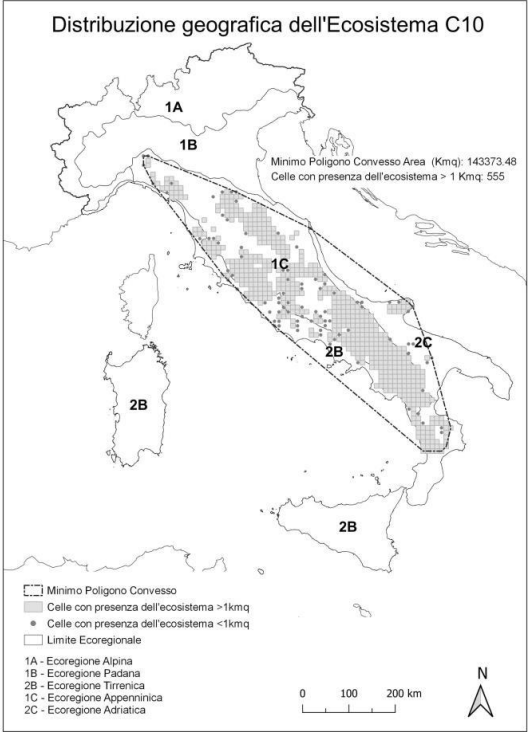 Distribuzione geografica dell'Ecosistema C10
1A
1B
Minimo Poligono Convesso Area (Kmq): 143373.48
Celle con presenza dell'ecosistema > 1 Kmq: 555
1C
2B
2C
2B
2B
Minimo Poligono Convesso
Celle con presenza dell'ecosistema >1kmq
Celle con presenza dell'ecosistema <1kmq
Limite Ecoregionale
1A - Ecoregione Alpina
1B - Ecoregione Padana
2B - Ecoregione Tirrenica
1C - Ecoregione Appenninica
2C - Ecoregione Adriatica
N
0 100 200 km